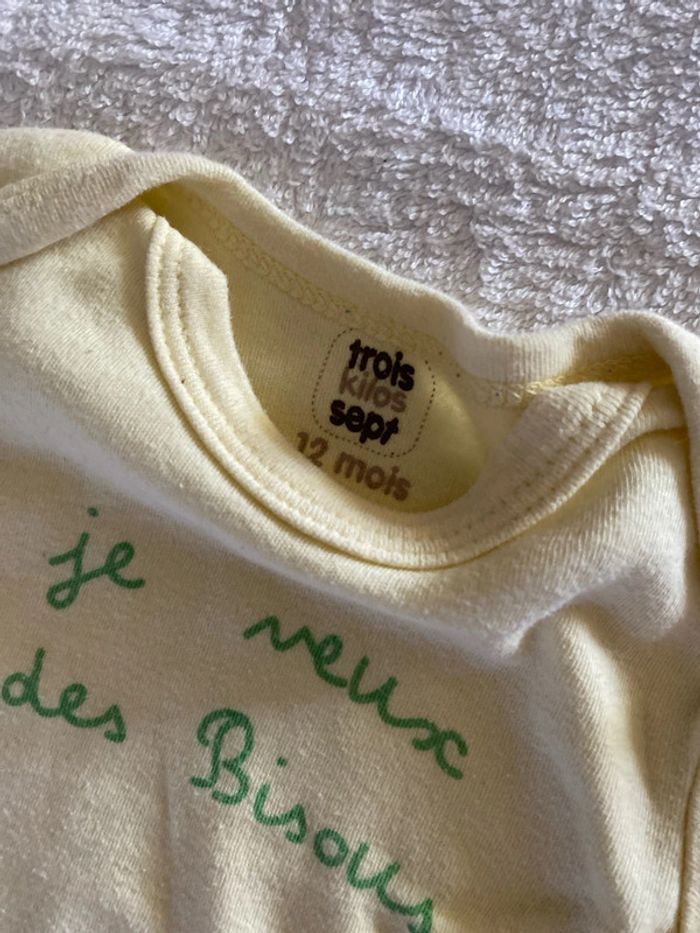 trois
kilos
sept
12 mois
je veux
des Bisous